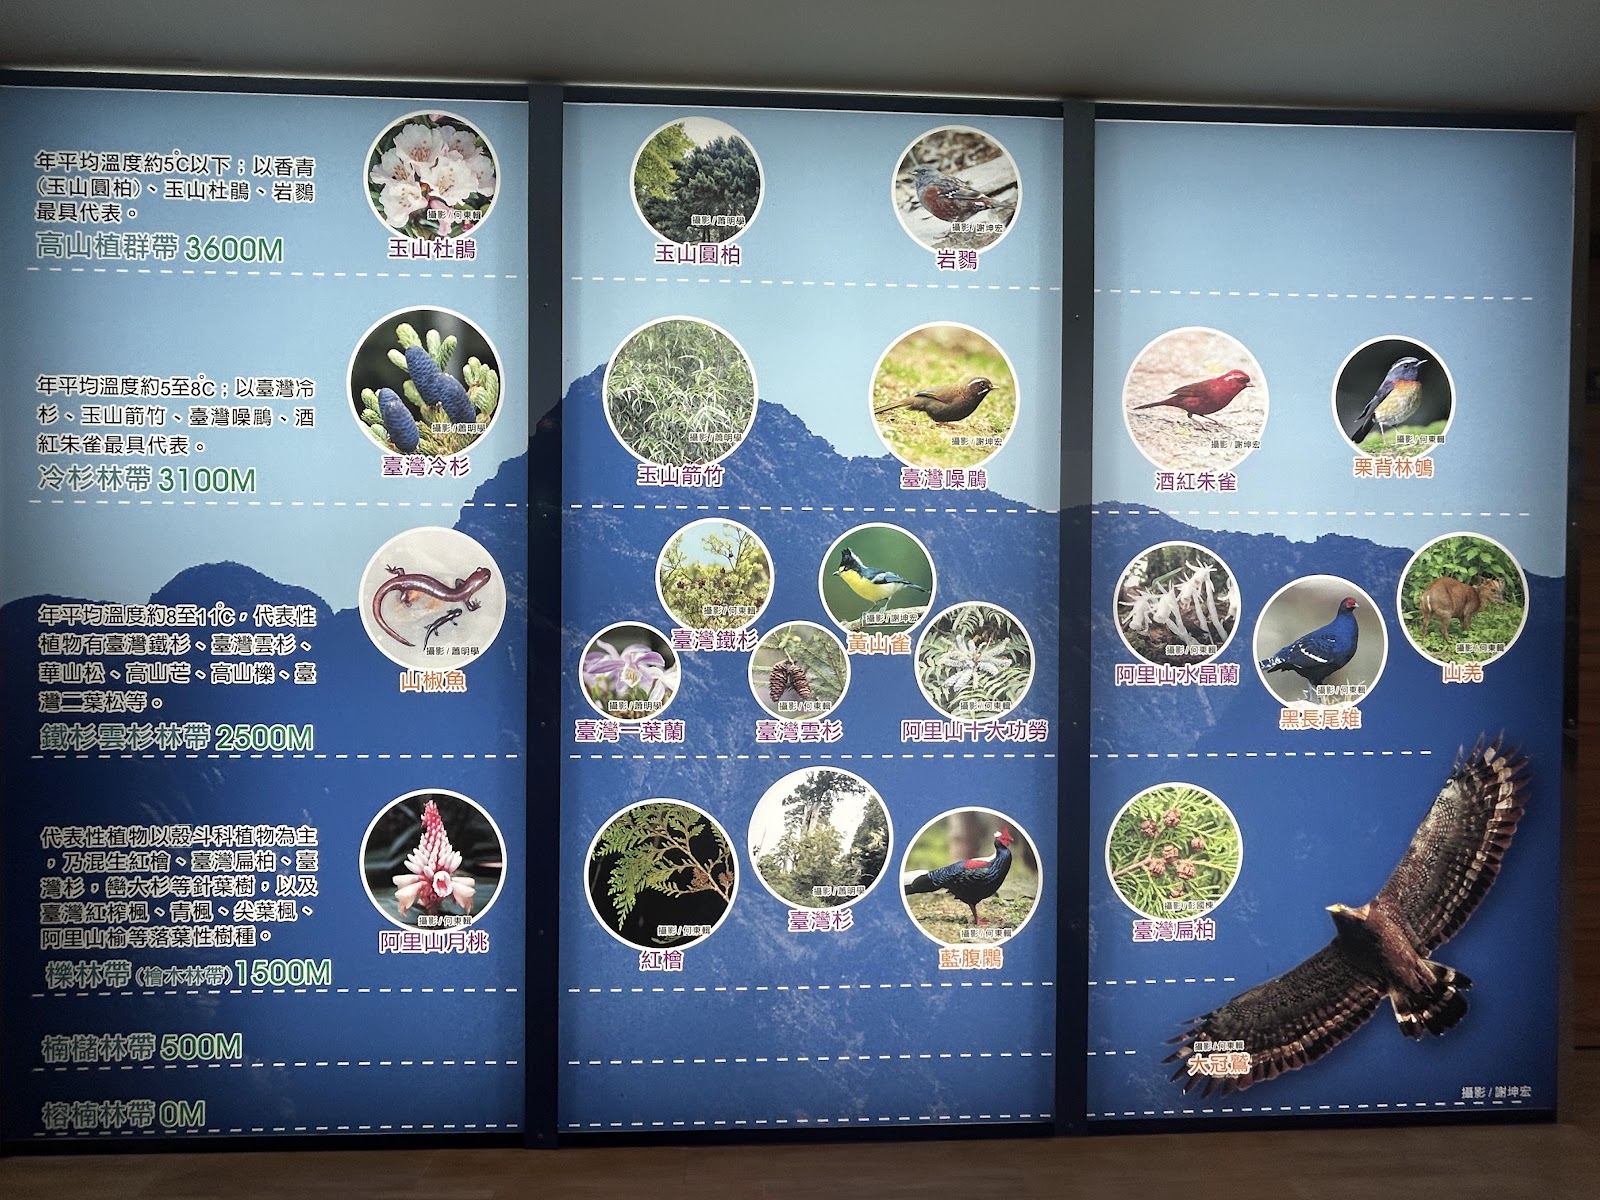 年平均溫度約5°C以下；以香青
(玉山圓柏)、玉山杜鵑、岩鷚
最具代表。
高山植群帶 3600M
攝影/何東輯
玉山杜鵑
攝影/蕭明學
玉山圓柏
攝影/謝坤宏
岩鷚
年平均溫度約5至8°C；以臺灣冷
杉、玉山箭竹、臺灣噪鶥、酒
紅朱雀最具代表。
冷杉林帶 3100M
攝影/蕭明學
臺灣冷杉
攝影/蕭明學
玉山箭竹
攝影/謝坤宏
臺灣噪鶥
攝影/謝坤宏
酒紅朱雀
攝影/何東輯
栗背林鴝
年平均溫度約8至11°C，代表性
植物有臺灣鐵杉、臺灣雲杉、
華山松、高山芒、高山櫟、臺
灣二葉松等。
鐵杉雲杉林帶 2500M
攝影/蕭明學
山椒魚
攝影/何東輯
臺灣鐵杉
攝影/謝坤宏
黃山雀
攝影/蕭明學
臺灣一葉蘭
攝影/何東輯
臺灣雲杉
攝影/何東輯
阿里山十大功勞
攝影/何東輯
阿里山水晶蘭
攝影/何東輯
黑長尾雉
攝影/何東輯
山羌
代表性植物以殼斗科植物為主
，乃混生紅檜、臺灣扁柏、臺
灣杉，巒大杉等針葉樹，以及
臺灣紅榨楓、青楓、尖葉楓、
阿里山榆等落葉性樹種。
櫟林帶(檜木林帶)1500M
攝影/何東輯
阿里山月桃
攝影/何東輯
紅檜
攝影/蕭明學
臺灣杉
攝影/何東輯
藍腹鷴
攝影/彭國棟
臺灣扁柏
楠櫧林帶 500M
榕楠林帶 0M
攝影/何東輯
大冠鷲
攝影/謝坤宏